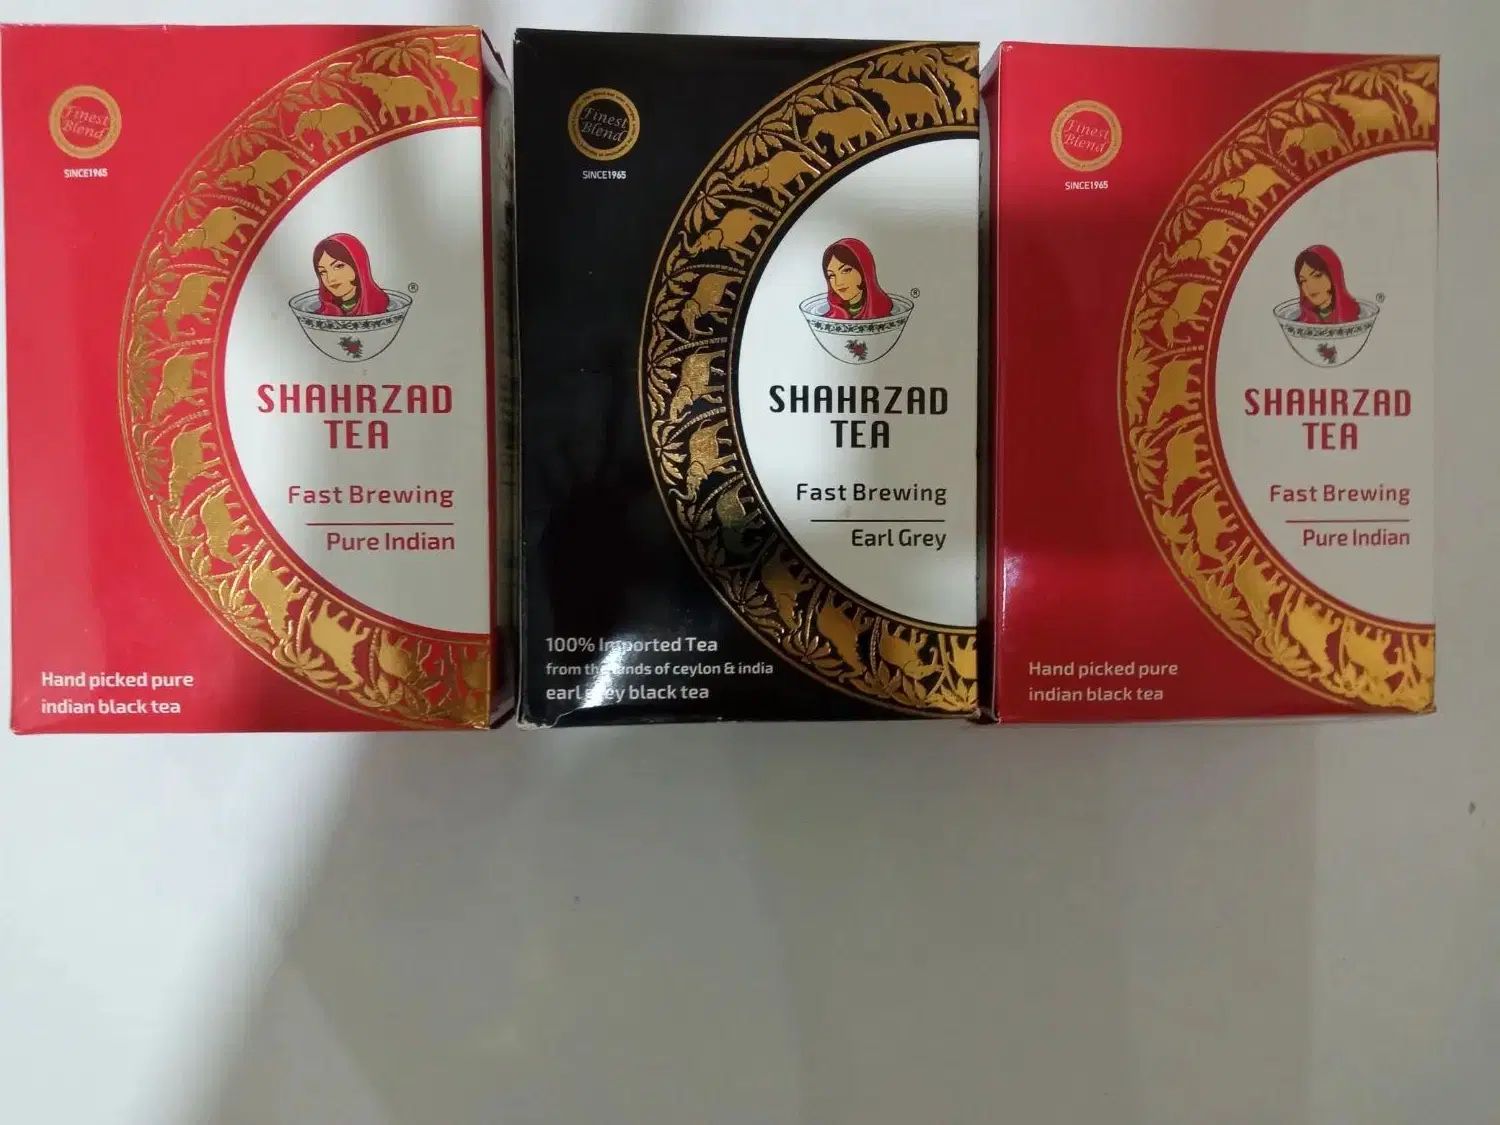 Finest
Blend
SINCE1965
®
SHAHRZAD
TEA
Fast Brewing
Pure Indian
Hand picked pure
indian black tea
Finest
Blend
SINCE1965
®
SHAHRZAD
TEA
Fast Brewing
Earl Grey
100% Imported Tea
from the lands of ceylon & india
earl grey black tea
Finest
Blend
SINCE1965
®
SHAHRZAD
TEA
Fast Brewing
Pure Indian
Hand picked pure
indian black tea